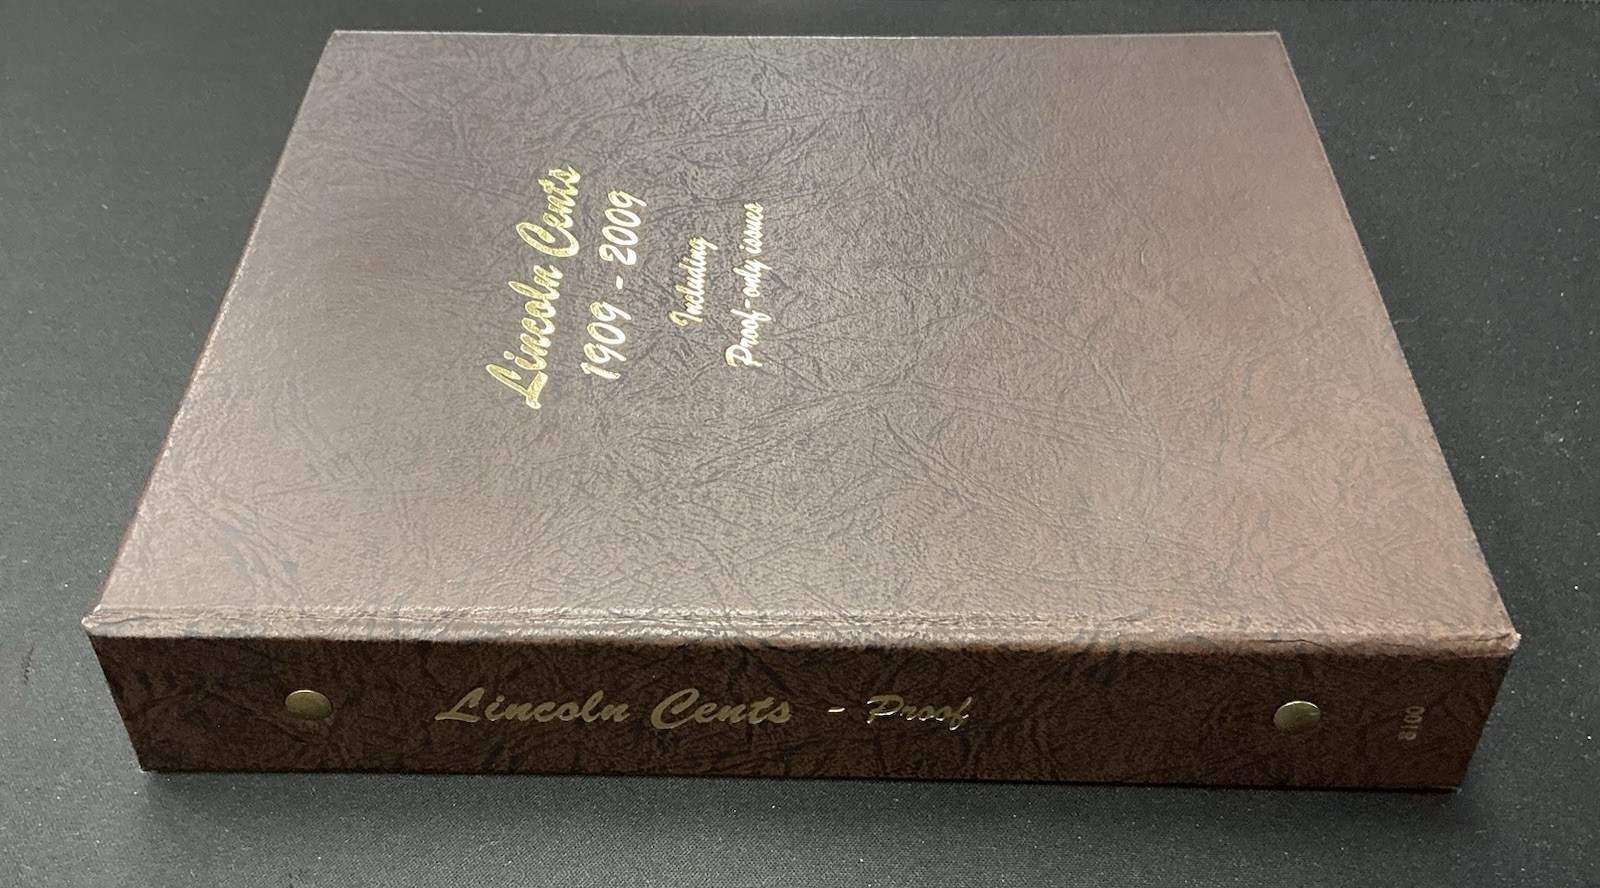 Lincoln Cents
1909 - 2009
Including
Proof-only issues
Lincoln Cents - Proof
8100